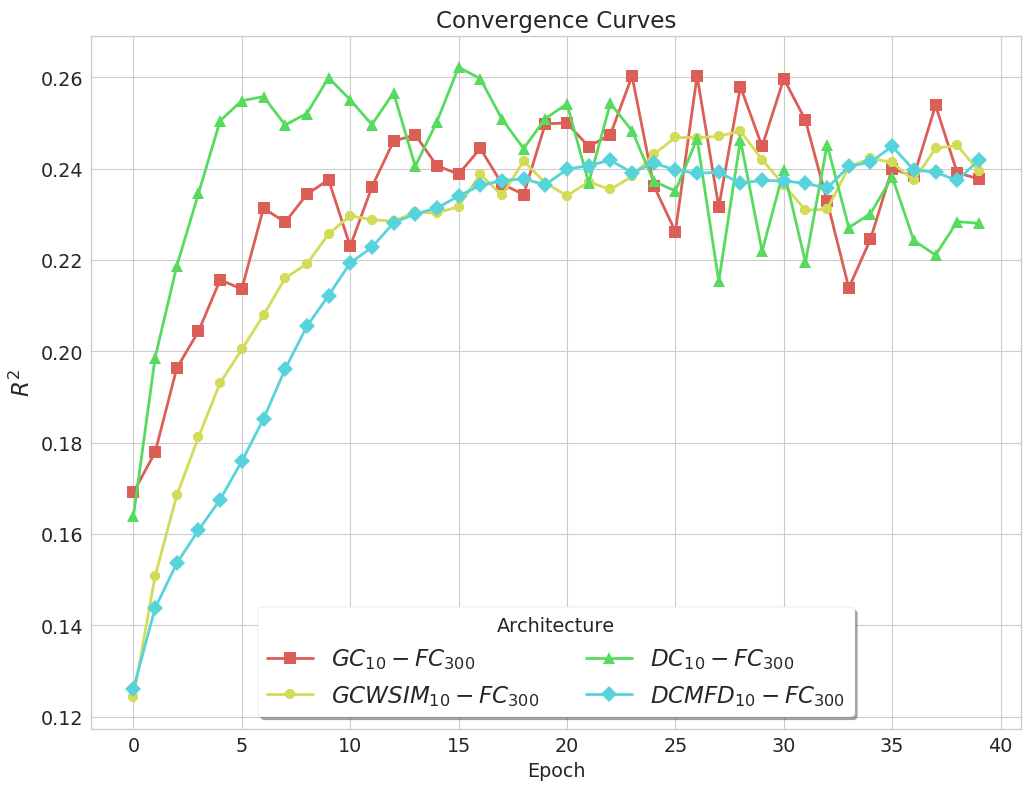 Convergence Curves
0.26
0.24
0.22
0.20
0.18
0.16
0.14
0.12
R²
Architecture
GC₁₀ − FC₃₀₀
DC₁₀ − FC₃₀₀
GCWSIM₁₀ − FC₃₀₀
DCMFD₁₀ − FC₃₀₀
0 5 10 15 20 25 30 35 40
Epoch